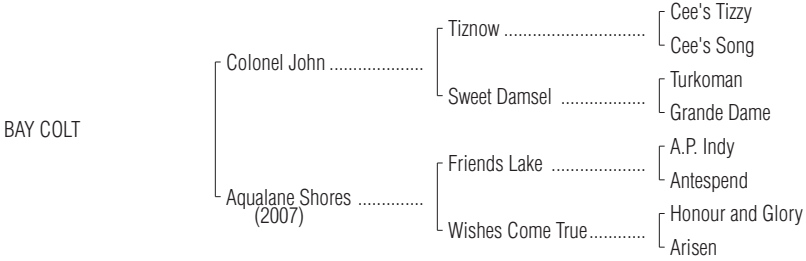 Cee's Tizzy
Tiznow ..............................
Cee's Song
Colonel John ....................
Turkoman
Sweet Damsel ..................
Grande Dame
BAY COLT
A.P. Indy
Friends Lake ....................
Antespend
Aqualane Shores ..............
(2007)
Honour and Glory
Wishes Come True............
Arisen